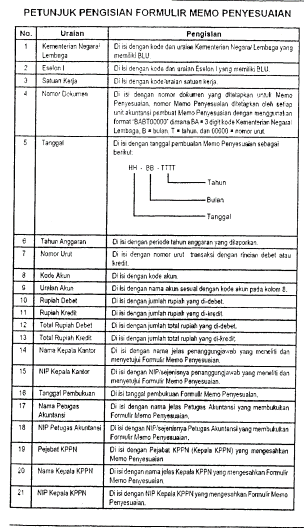 PETUNJUK PENGISIAN FORMULIR MEMO PENYESUAIAN
No. Uraian Pengisian
1 Kementerian Negara/ Di isi dengan kode dan uraian Kementerian Negara/ Lembaga yang
Lembaga memiliki BLU.
2 Eselon I Di isi dengan kode dan uraian Eselon I yang memiliki BLU.
3 Satuan Kerja Di isi dengan kode/uraian satuan kerja.
4 Nomor Dokumen Di isi dengan nomor dokumen yang ditetapkan untuk Memo
Penyesuaian, nomor Memo Penyesuaian ditetapkan oleh setiap
unit akuntansi pembuat Memo Penyesuaian dengan menggunakan
format "BABT00000" dimana BA = 3 digit kode Kementerian Negara/
Lembaga, B = bulan, T = tahun, dan 00000 = nomor urut.
5 Tanggal Di isi dengan tanggal pembuatan Memo Penyesuaian sebagai
berikut:
HH - BB - TTTT
Tahun
Bulan
Tanggal
6 Tahun Anggaran Di isi dengan periode tahun anggaran yang dilaporkan.
7 Nomor Urut Di isi dengan nomor urut transaksi dengan rincian debet atau
kredit.
8 Kode Akun Di isi dengan kode akun.
9 Uraian Akun Di isi dengan nama akun sesuai dengan kode akun pada kolom 8.
10 Rupiah Debet Di isi dengan jumlah rupiah yang di-debet.
11 Rupiah Kredit Di isi dengan jumlah rupiah yang di-kredit.
12 Total Rupiah Debet Di isi dengan jumlah total rupiah yang di-debet.
13 Total Rupiah Kredit Di isi dengan jumlah total rupiah yang di-kredit.
14 Nama Kepala Kantor Di isi dengan nama jelas penanggungjawab yang meneliti dan
menyetujui Formulir Memo Penyesuaian.
15 NIP Kepala Kantor Di isi dengan NIP/sejenisnya penanggungjawab yang meneliti dan
menyetujui Formulir Memo Penyesuaian.
16 Tanggal Pembukuan Di isi tanggal pembukuan Formulir Memo Penyesuaian.
17 Nama Petugas Di isi dengan nama jelas Petugas Akuntansi yang membukukan
Akuntansi Formulir Memo Penyesuaian.
18 NIP Petugas Akuntansi Di isi dengan NIP/sejenisnya Petugas Akuntansi yang membukukan
Formulir Memo Penyesuaian.
19 Pejabat KPPN Di isi dengan Pejabat KPPN (Kepala KPPN) yang mengesahkan
Memo Penyesuaian.
20 Nama Kepala KPPN Di isi dengan nama jelas Kepala KPPN yang mengesahkan Formulir
Memo Penyesuaian.
21 NIP Kepala KPPN Di isi dengan NIP Kepala KPPN yang mengesahkan Formulir Memo
Penyesuaian.